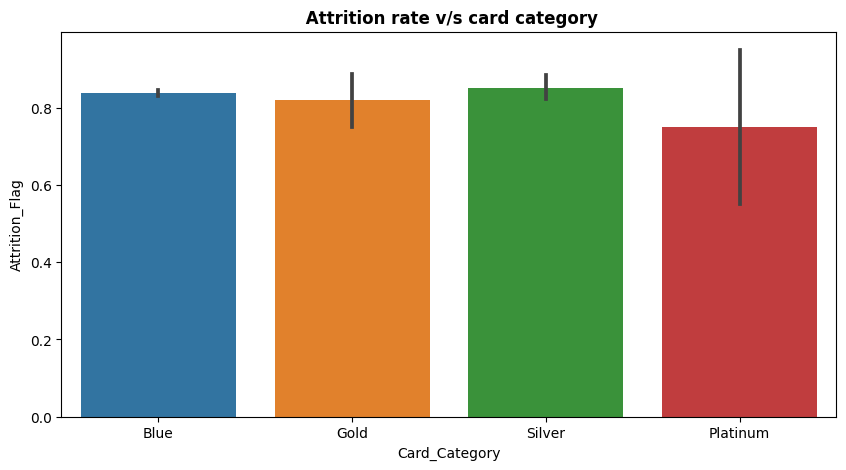 Attrition rate v/s card category
Attrition_Flag
0.8
0.6
0.4
0.2
0.0
Blue
Gold
Silver
Platinum
Card_Category